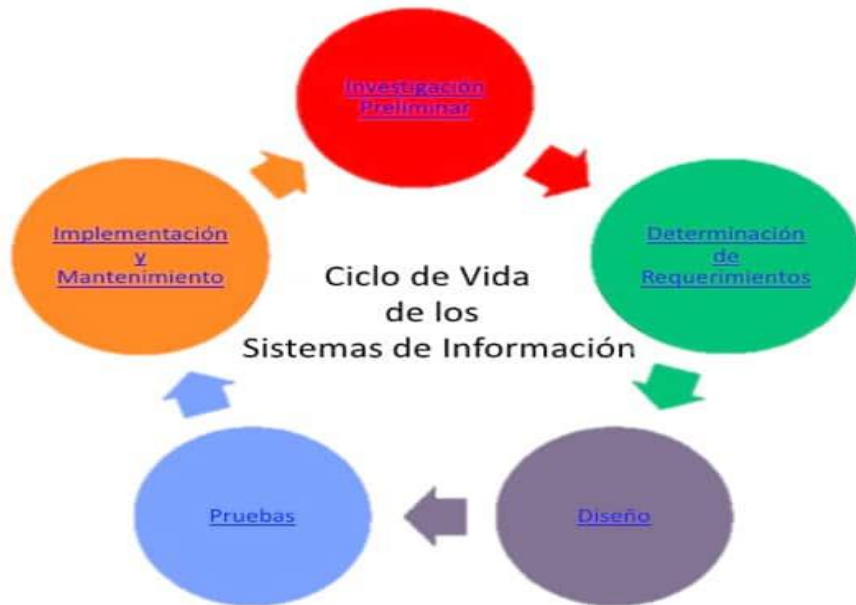 Investigación
Preliminar
Determinación
de
Requerimientos
Diseño
Pruebas
Implementación
y
Mantenimiento
Ciclo de Vida
de los
Sistemas de Información